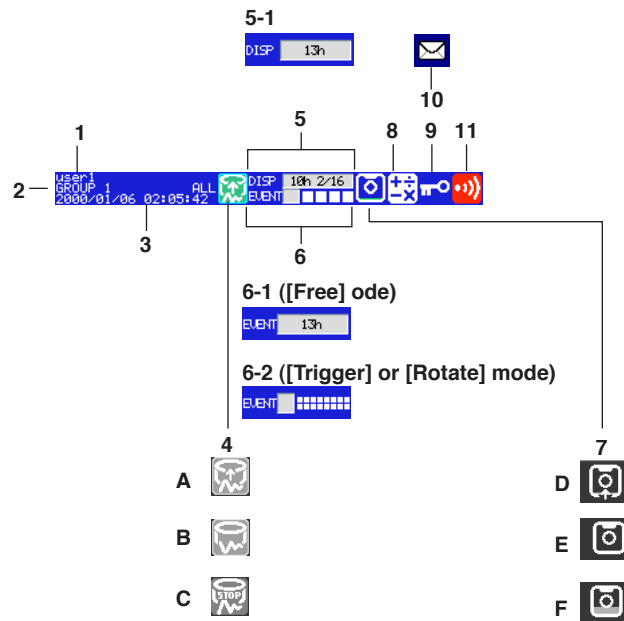 5-1
DISP 13h
10
1
5
8 9 11
2
user1
GROUP 1 ALL
2000/01/06 02:05:42
DISP 10h 2/16
EVENT
3
6
6-1 ([Free] ode)
EVENT 13h
6-2 ([Trigger] or [Rotate] mode)
EVENT
4
7
A
D
B
E
C STOP
F